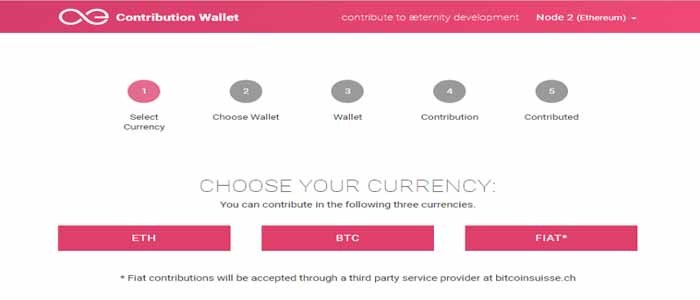 Contribution Wallet
contribute to æternity development
Node 2 (Ethereum)
1
2
3
4
5
Select
Currency
Choose Wallet
Wallet
Contribution
Contributed
CHOOSE YOUR CURRENCY:
You can contribute in the following three currencies.
ETH
BTC
FIAT*
* Fiat contributions will be accepted through a third party service provider at bitcoinsuisse.ch